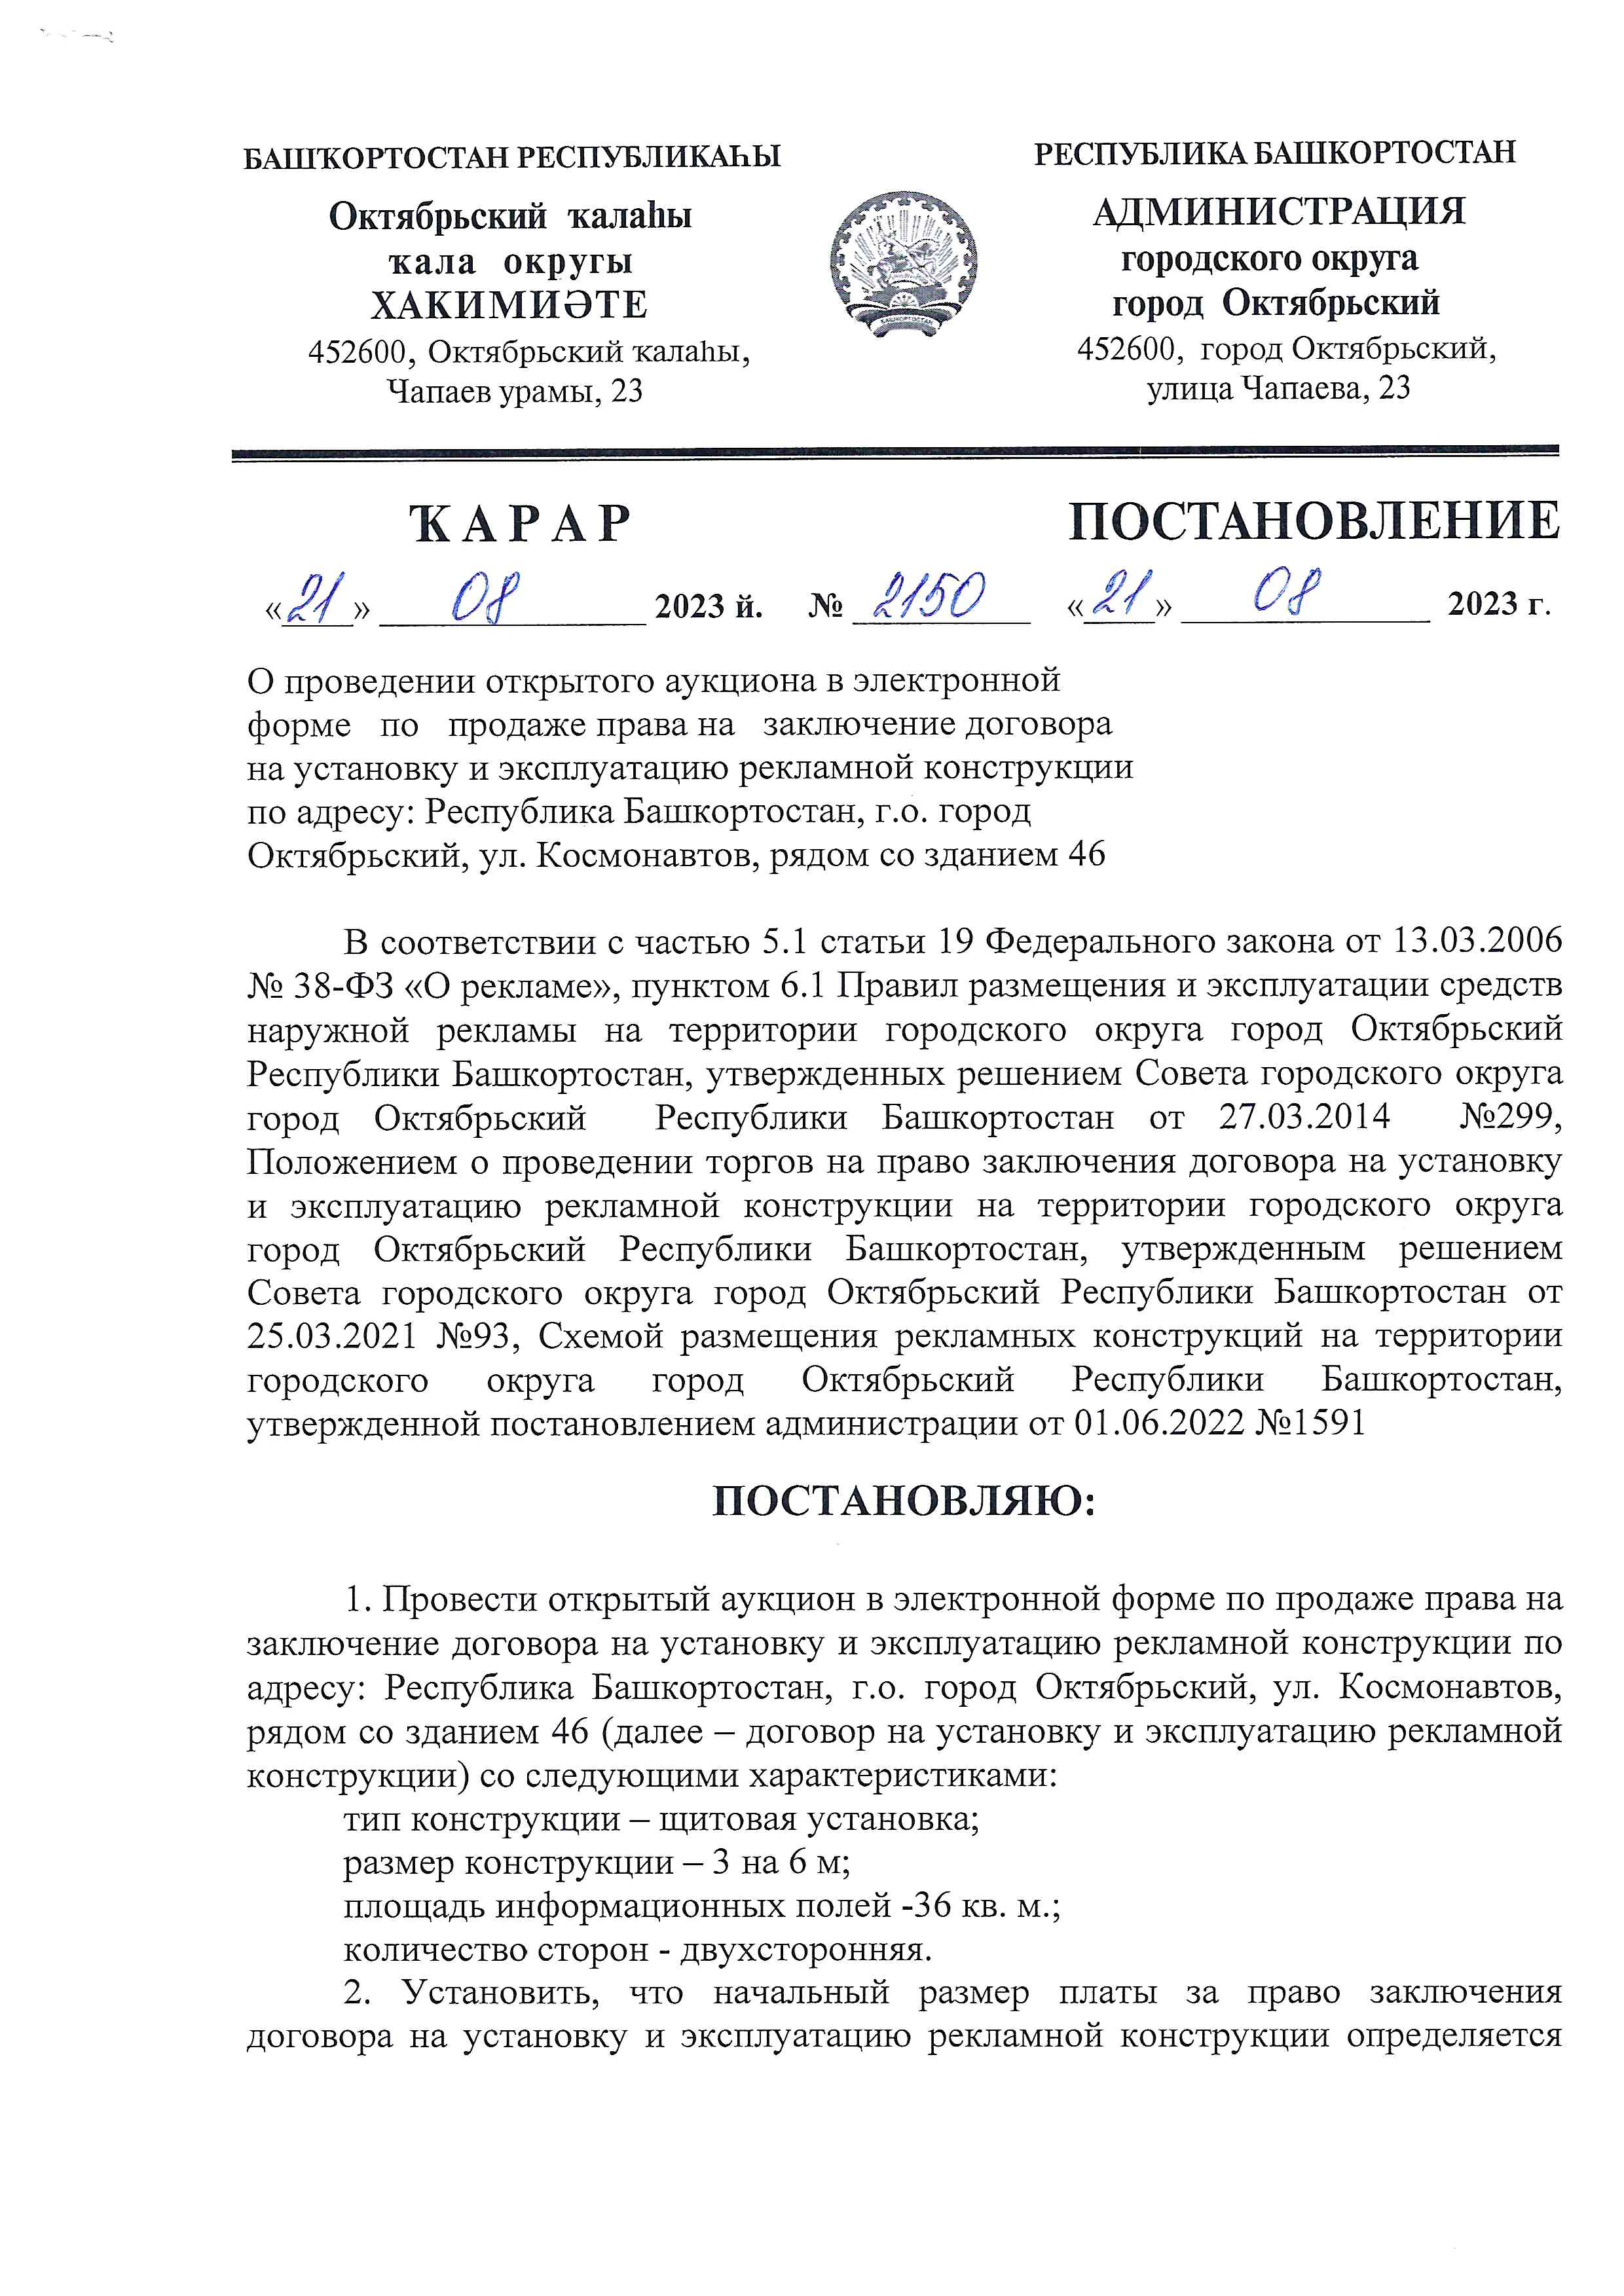 БАШҠОРТОСТАН РЕСПУБЛИКАҺЫ
Октябрьский ҡалаһы
ҡала округы
ХАКИМИӘТЕ
452600, Октябрьский ҡалаһы,
Чапаев урамы, 23
БАШКОРТОСТАН
РЕСПУБЛИКА БАШКОРТОСТАН
АДМИНИСТРАЦИЯ
городского округа
город Октябрьский
452600, город Октябрьский,
улица Чапаева, 23
ҠАРАР
ПОСТАНОВЛЕНИЕ
«21» 08 2023 й. № 2150 «21» 08 2023 г.
О проведении открытого аукциона в электронной
форме по продаже права на заключение договора
на установку и эксплуатацию рекламной конструкции
по адресу: Республика Башкортостан, г.о. город
Октябрьский, ул. Космонавтов, рядом со зданием 46
В соответствии с частью 5.1 статьи 19 Федерального закона от 13.03.2006
№ 38-ФЗ «О рекламе», пунктом 6.1 Правил размещения и эксплуатации средств
наружной рекламы на территории городского округа город Октябрьский
Республики Башкортостан, утвержденных решением Совета городского округа
город Октябрьский Республики Башкортостан от 27.03.2014 №299,
Положением о проведении торгов на право заключения договора на установку
и эксплуатацию рекламной конструкции на территории городского округа
город Октябрьский Республики Башкортостан, утвержденным решением
Совета городского округа город Октябрьский Республики Башкортостан от
25.03.2021 №93, Схемой размещения рекламных конструкций на территории
городского округа город Октябрьский Республики Башкортостан,
утвержденной постановлением администрации от 01.06.2022 №1591
ПОСТАНОВЛЯЮ:
1. Провести открытый аукцион в электронной форме по продаже права на
заключение договора на установку и эксплуатацию рекламной конструкции по
адресу: Республика Башкортостан, г.о. город Октябрьский, ул. Космонавтов,
рядом со зданием 46 (далее – договор на установку и эксплуатацию рекламной
конструкции) со следующими характеристиками:
тип конструкции – щитовая установка;
размер конструкции – 3 на 6 м;
площадь информационных полей -36 кв. м.;
количество сторон - двухсторонняя.
2. Установить, что начальный размер платы за право заключения
договора на установку и эксплуатацию рекламной конструкции определяется